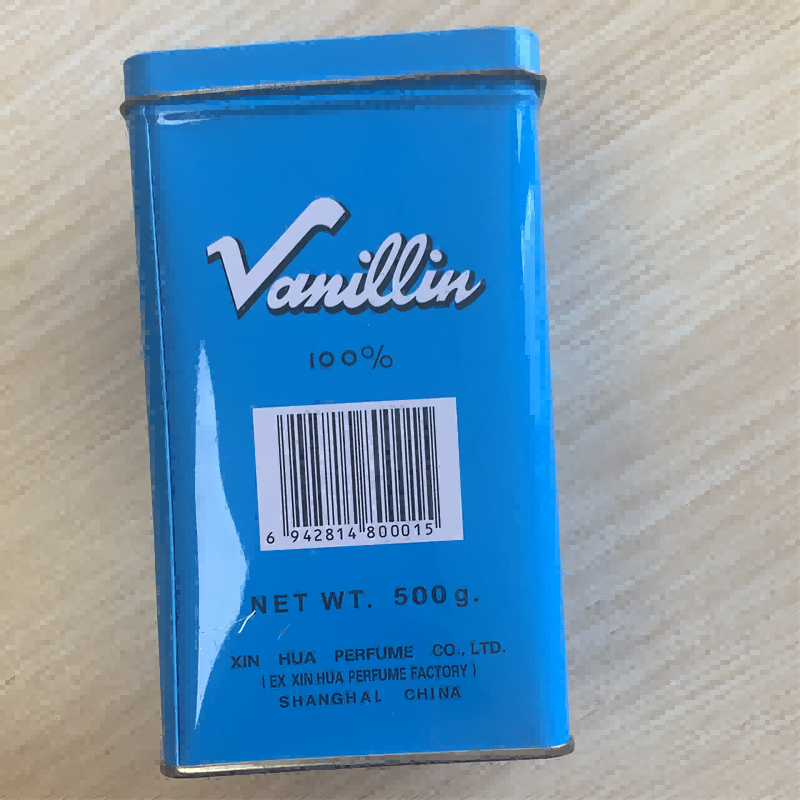 Vanillin
100%
6 942814 800015
NET WT. 500g.
XIN HUA PERFUME CO., LTD.
( EX XIN HUA PERFUME FACTORY )
SHANGHAI CHINA